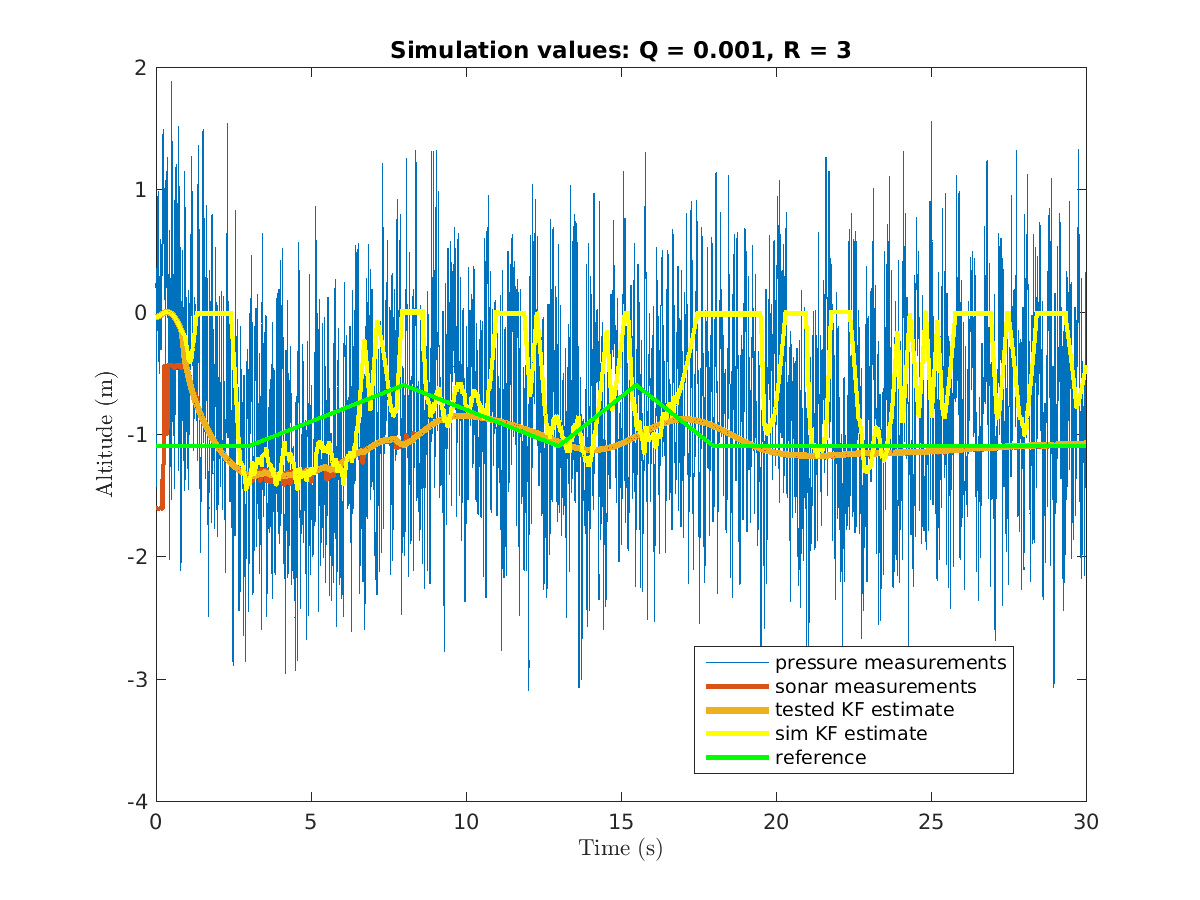 Simulation values: Q = 0.001, R = 3
2
1
0
-1
-2
-3
-4
Altitude (m)
0
5
10
15
20
25
30
Time (s)
pressure measurements
sonar measurements
tested KF estimate
sim KF estimate
reference